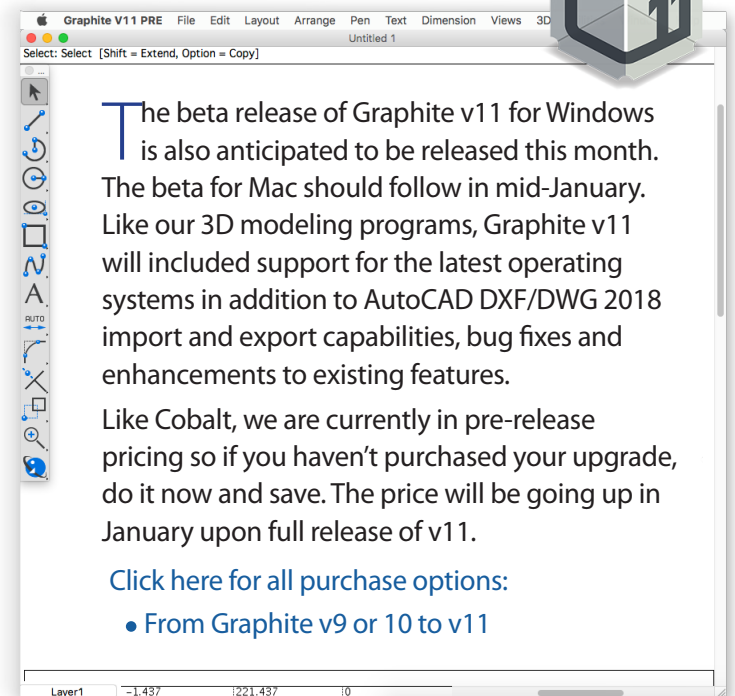 Graphite V11 PRE File Edit Layout Arrange Pen Text Dimension Views 3D
Untitled 1
Select: Select [Shift = Extend, Option = Copy]
11
The beta release of Graphite v11 for Windows
is also anticipated to be released this month.
The beta for Mac should follow in mid-January.
Like our 3D modeling programs, Graphite v11
will included support for the latest operating
systems in addition to AutoCAD DXF/DWG 2018
import and export capabilities, bug fixes and
enhancements to existing features.
Like Cobalt, we are currently in pre-release
pricing so if you haven’t purchased your upgrade,
do it now and save. The price will be going up in
January upon full release of v11.
Click here for all purchase options:
• From Graphite v9 or 10 to v11
A
AUTO
Layer1 -1.437 221.437 0